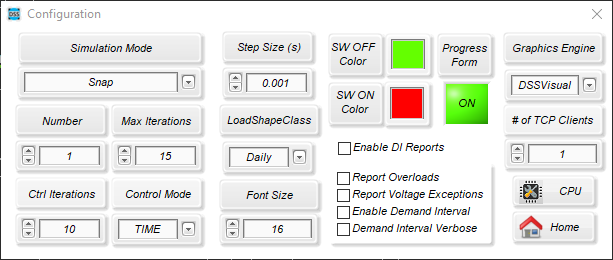 DSS Configuration
Simulation Mode
Snap
Number
1
Max Iterations
15
Ctrl Iterations
10
Control Mode
TIME
Step Size (s)
0.001
LoadShapeClass
Daily
Font Size
16
SW OFF
Color
SW ON
Color
Progress
Form
ON
Enable DI Reports
Report Overloads
Report Voltage Exceptions
Enable Demand Interval
Demand Interval Verbose
Graphics Engine
DSSVisual
# of TCP Clients
1
CPU
Home